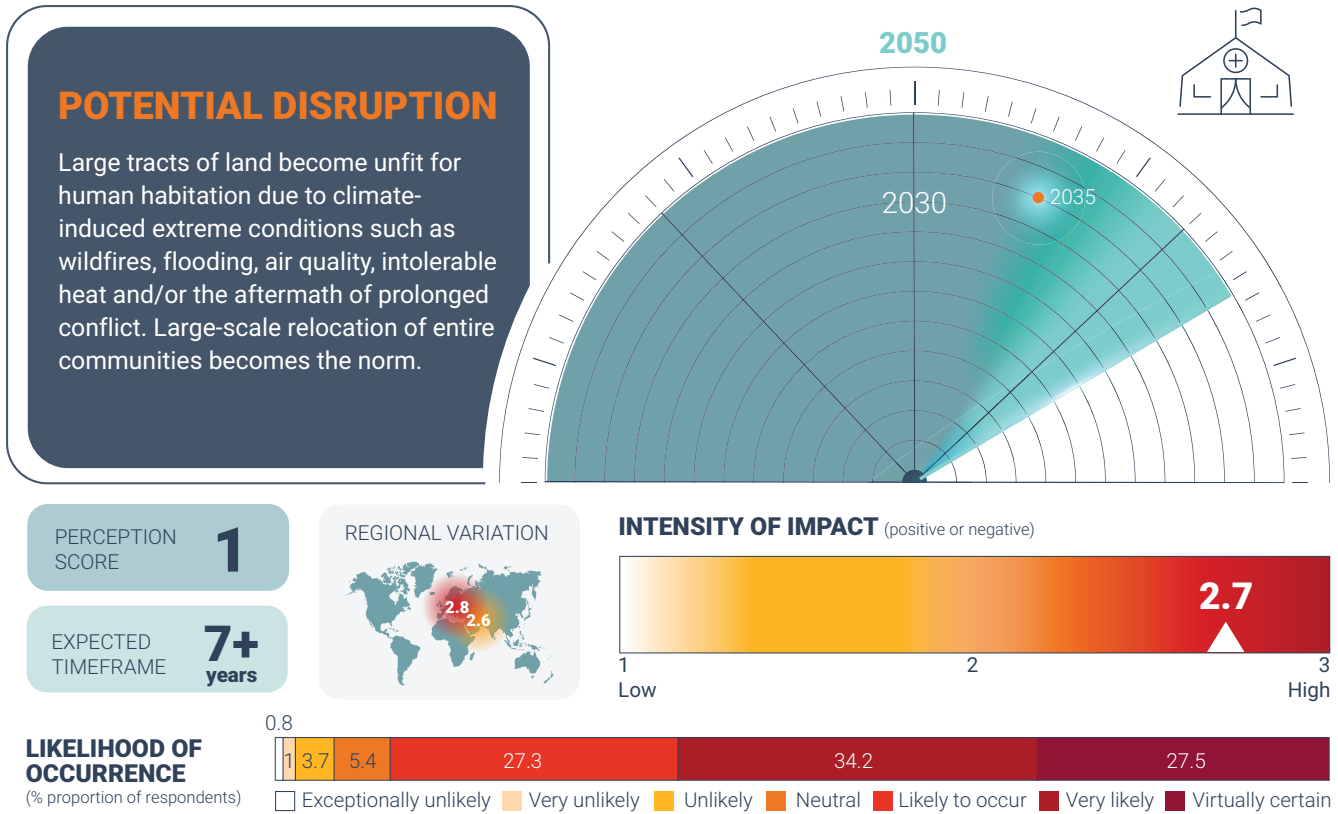 POTENTIAL DISRUPTION
Large tracts of land become unfit for
human habitation due to climate-
induced extreme conditions such as
wildfires, flooding, air quality, intolerable
heat and/or the aftermath of prolonged
conflict. Large-scale relocation of entire
communities becomes the norm.
2050
2030
2035
PERCEPTION
SCORE
1
EXPECTED
TIMEFRAME
7+
years
REGIONAL VARIATION
2.8
2.6
INTENSITY OF IMPACT (positive or negative)
2.7
1
2
3
Low
High
LIKELIHOOD OF
OCCURRENCE
(% proportion of respondents)
0.8
1
3.7
5.4
27.3
34.2
27.5
Exceptionally unlikely
Very unlikely
Unlikely
Neutral
Likely to occur
Very likely
Virtually certain